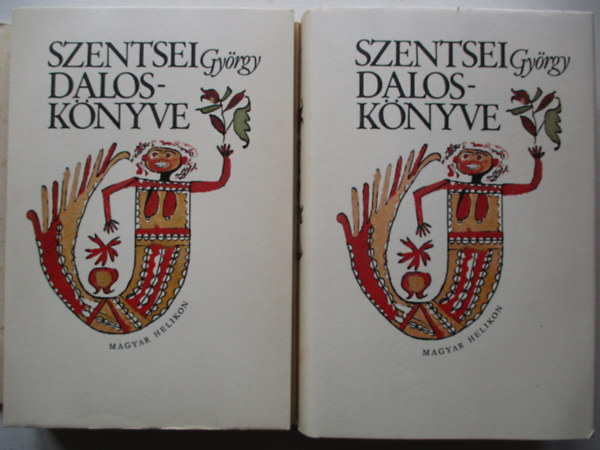 SZENTSEI György
DALOS-
KÖNYVE
MAGYAR HELIKON
SZENTSEI György
DALOS-
KÖNYVE
MAGYAR HELIKON